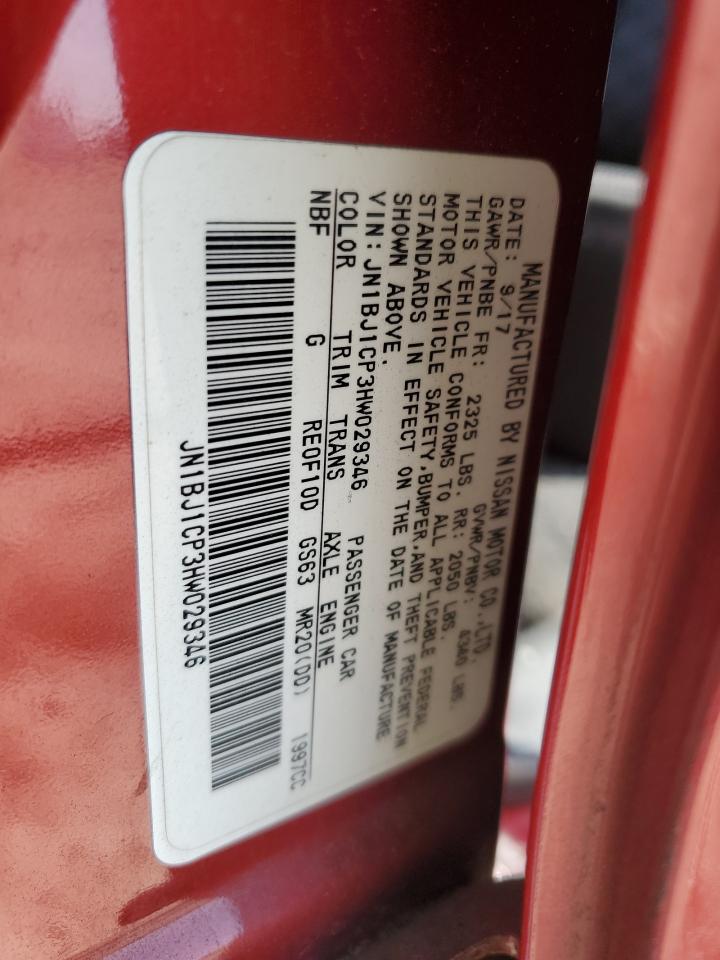 MANUFACTURED BY NISSAN MOTOR CO.,LTD.
DATE: 9/17 GVWR/PNBV: 4346 LBS.
GAWR/PNBE FR: 2325 LBS. RR: 2050 LBS.
THIS VEHICLE CONFORMS TO ALL APPLICABLE FEDERAL
MOTOR VEHICLE SAFETY,BUMPER,AND THEFT PREVENTION
STANDARDS IN EFFECT ON THE DATE OF MANUFACTURE
SHOWN ABOVE.
VIN: JN1BJ1CP3HW029346 PASSENGER CAR
COLOR TRIM TRANS AXLE ENGINE
NBF G RE0F10D GS63 MR20(DD) 1997CC
JN1BJ1CP3HW029346